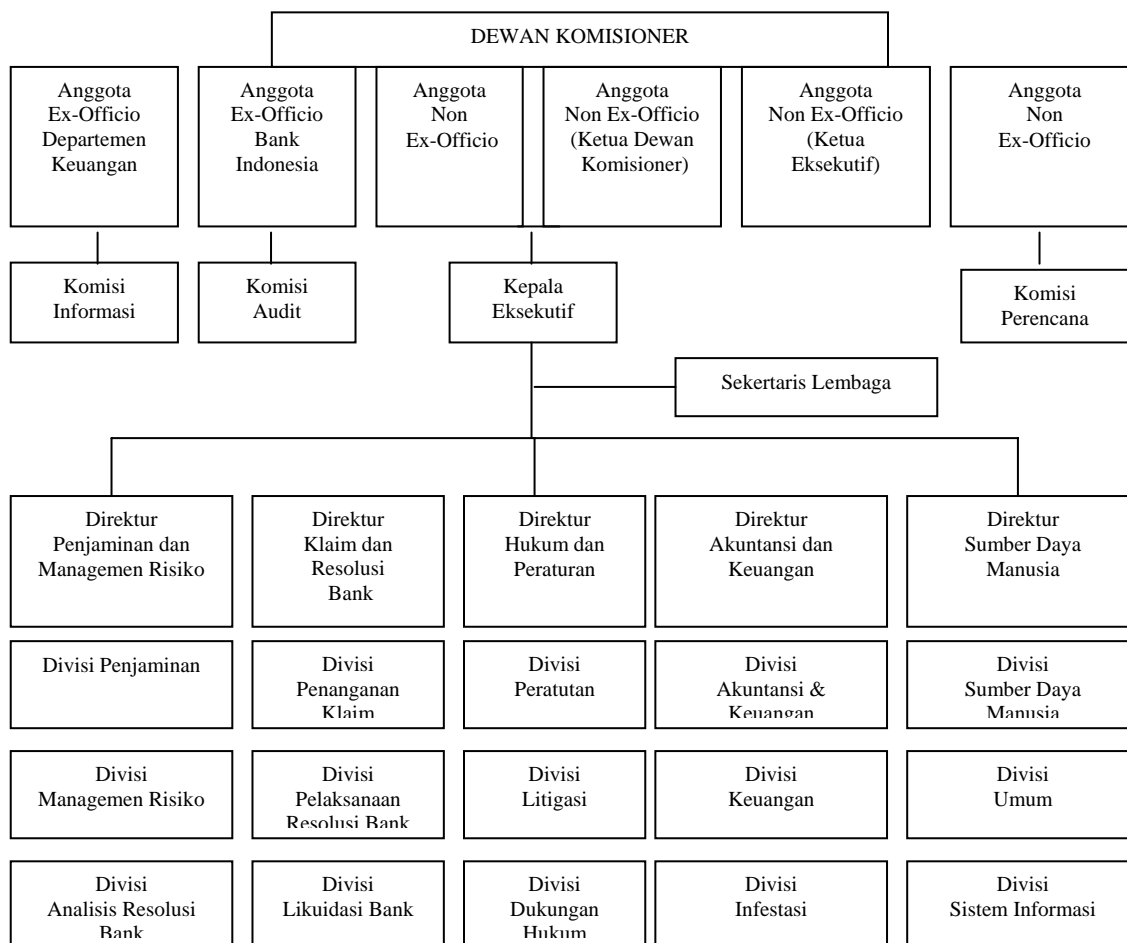 DEWAN KOMISIONER
Anggota
Ex-Officio
Departemen
Keuangan
Anggota
Ex-Officio
Bank
Indonesia
Anggota
Non
Ex-Officio
Anggota
Non Ex-Officio
(Ketua Dewan
Komisioner)
Anggota
Non Ex-Officio
(Ketua
Eksekutif)
Anggota
Non
Ex-Officio
Komisi
Informasi
Komisi
Audit
Kepala
Eksekutif
Komisi
Perencana
Sekertaris Lembaga
Direktur
Penjaminan dan
Managemen Risiko
Direktur
Klaim dan
Resolusi
Bank
Direktur
Hukum dan
Peraturan
Direktur
Akuntansi dan
Keuangan
Direktur
Sumber Daya
Manusia
Divisi Penjaminan
Divisi
Penanganan
Klaim
Divisi
Peratutan
Divisi
Akuntansi &
Keuangan
Divisi
Sumber Daya
Manusia
Divisi
Managemen Risiko
Divisi
Pelaksanaan
Resolusi Bank
Divisi
Litigasi
Divisi
Keuangan
Divisi
Umum
Divisi
Analisis Resolusi
Bank
Divisi
Likuidasi Bank
Divisi
Dukungan
Hukum
Divisi
Infestasi
Divisi
Sistem Informasi